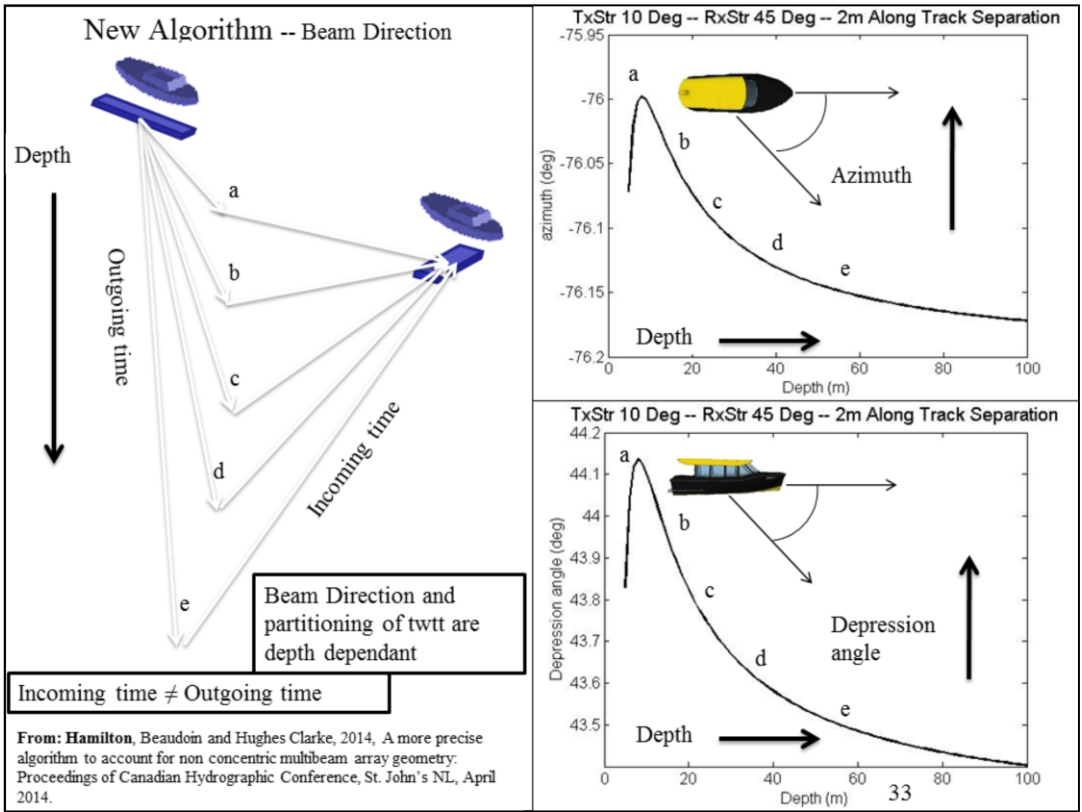 New Algorithm -- Beam Direction
Depth
a
b
c
d
e
Outgoing time
Incoming time
Beam Direction and
partitioning of twtt are
depth dependant
Incoming time ≠ Outgoing time
From: Hamilton, Beaudoin and Hughes Clarke, 2014, A more precise
algorithm to account for non concentric multibeam array geometry:
Proceedings of Canadian Hydrographic Conference, St. John's NL, April
2014.
TxStr 10 Deg -- RxStr 45 Deg -- 2m Along Track Separation
-75.95
-76
-76.05
-76.1
-76.15
-76.2
azimuth (deg)
a
b
c
d
e
Azimuth
Depth
0 20 40 60 80 100
Depth (m)
TxStr 10 Deg -- RxStr 45 Deg -- 2m Along Track Separation
44.2
44.1
44
43.9
43.8
43.7
43.6
43.5
Depression angle (deg)
a
b
c
d
e
Depression
angle
Depth
0 20 40 60 80 100
Depth (m)
33